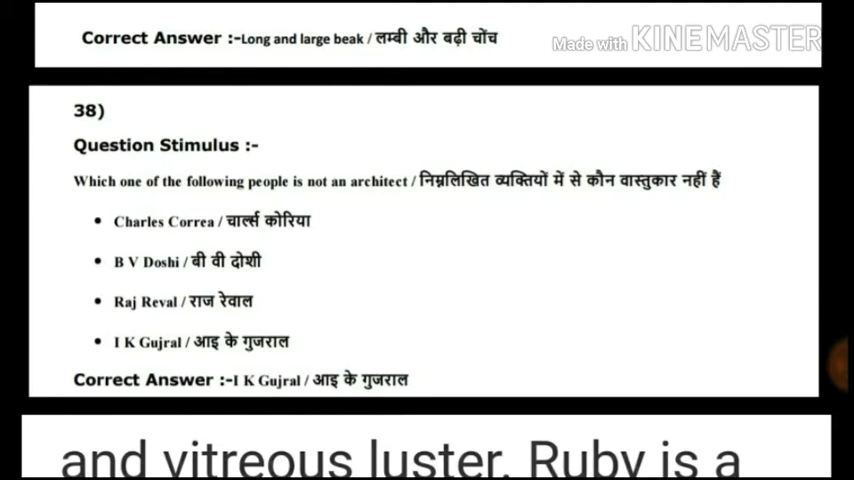 Correct Answer :-Long and large beak / लम्बी और बढ़ी चोंच
Made with KINEMASTER
38)
Question Stimulus :-
Which one of the following people is not an architect / निम्नलिखित व्यक्तियों में से कौन वास्तुकार नहीं हैं
• Charles Correa / चार्ल्स कोरिया
• B V Doshi / बी वी दोशी
• Raj Reval / राज रेवाल
• I K Gujral / आइ के गुजराल
Correct Answer :-I K Gujral / आइ के गुजराल
and vitreous luster. Ruby is a